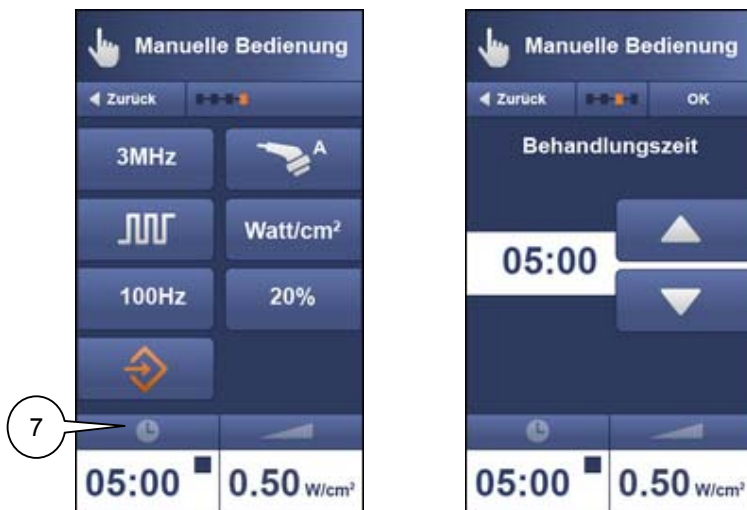 Manuelle Bedienung
Zurück
3MHz
A
Watt/cm²
100Hz
20%
7
05:00
0.50 W/cm²
Manuelle Bedienung
Zurück
OK
Behandlungszeit
05:00
05:00
0.50 W/cm²